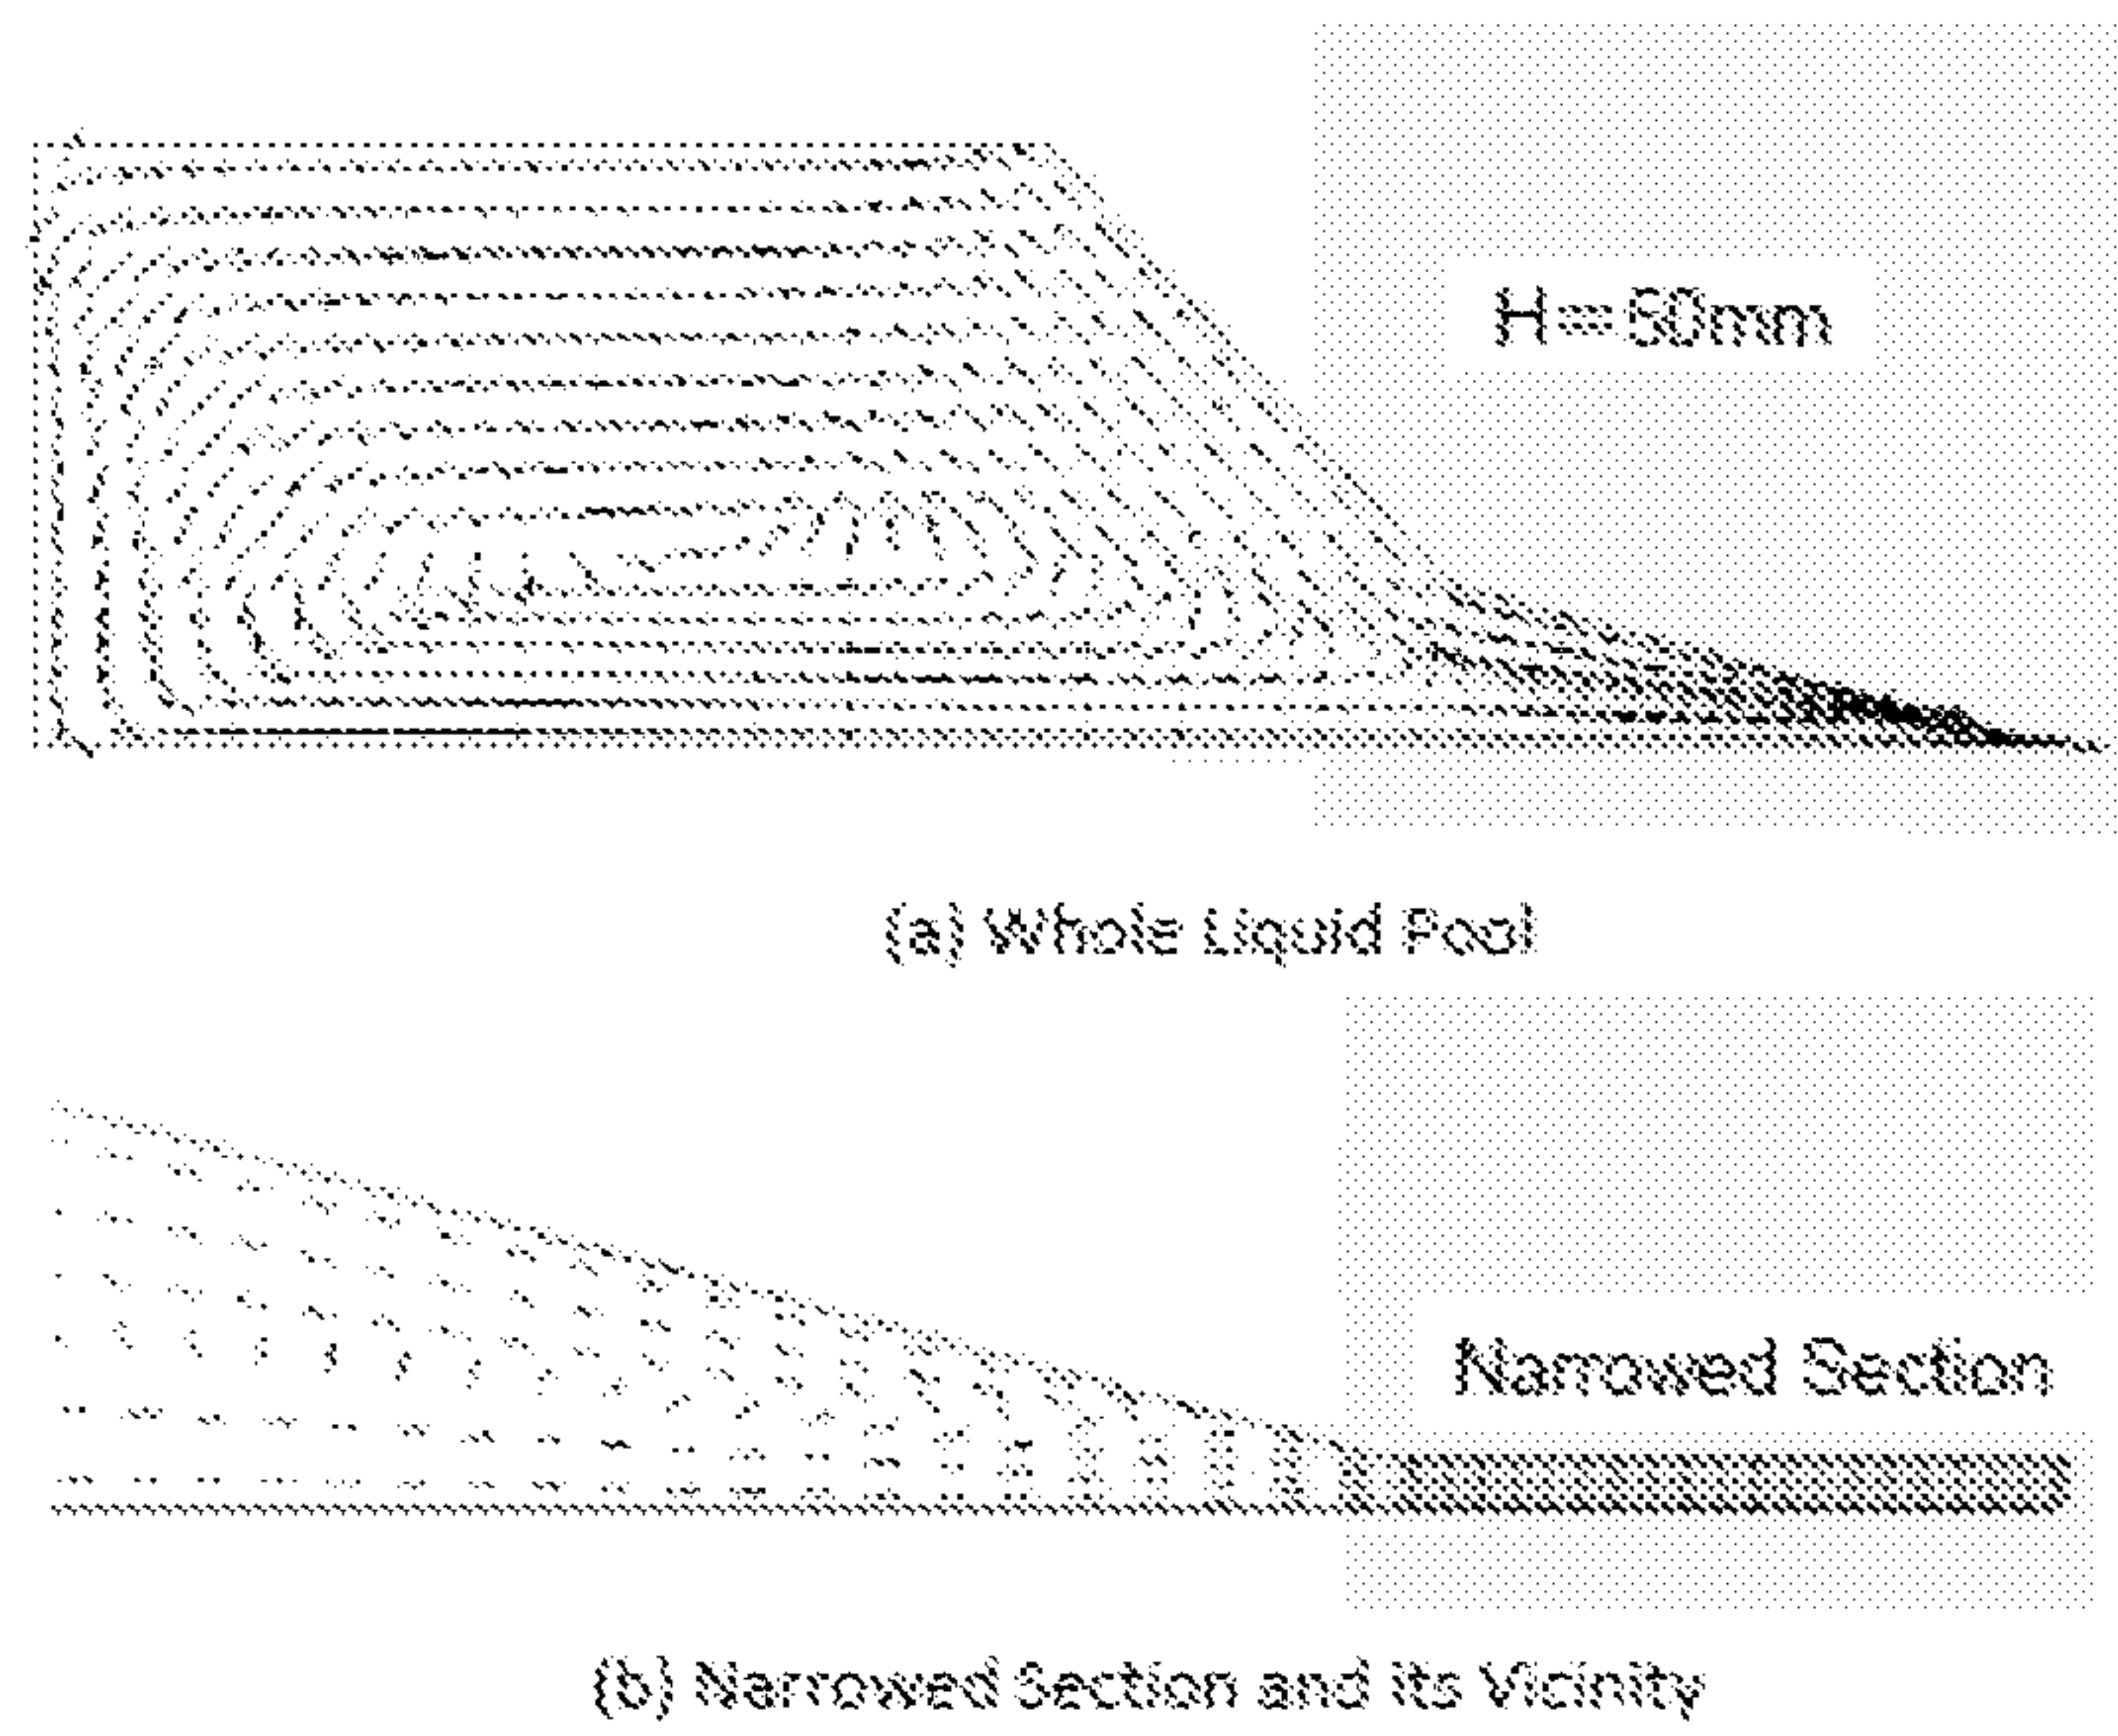 H=50mm
(a) Whole Liquid Pool
Narrowed Section
(b) Narrowed Section and its Vicinity